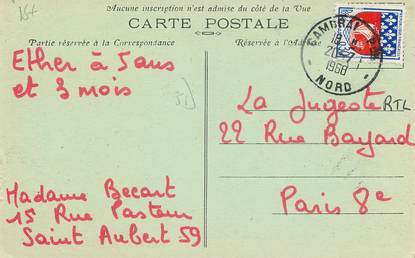 Aucune inscription n'est admise du côté de la Vue
CARTE POSTALE
Partie réservée à la Correspondance
Réservée à l'Adresse
CAMBRAI
1968
NORD
Ether à 5 ans
et 3 mois
La Jugeote RTL
22 Rue Bayard
Paris 8e
Madame Becart
15 Rue Pasteur
Saint Aubert 59